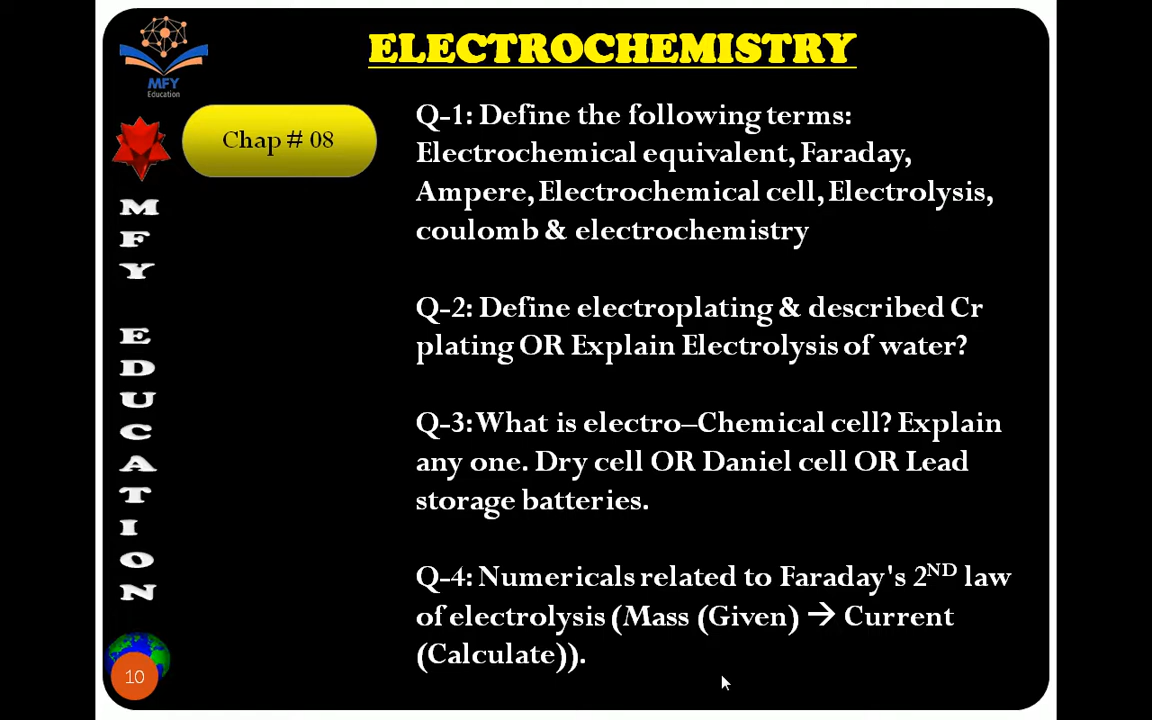 ELECTROCHEMISTRY
MFY
Education
Chap # 08
MFY EDUCATION
Q-1: Define the following terms:
Electrochemical equivalent, Faraday,
Ampere, Electrochemical cell, Electrolysis,
coulomb & electrochemistry
Q-2: Define electroplating & described Cr
plating OR Explain Electrolysis of water?
Q-3: What is electro–Chemical cell? Explain
any one. Dry cell OR Daniel cell OR Lead
storage batteries.
Q-4: Numericals related to Faraday's 2ND law
of electrolysis (Mass (Given) → Current
(Calculate)).
10